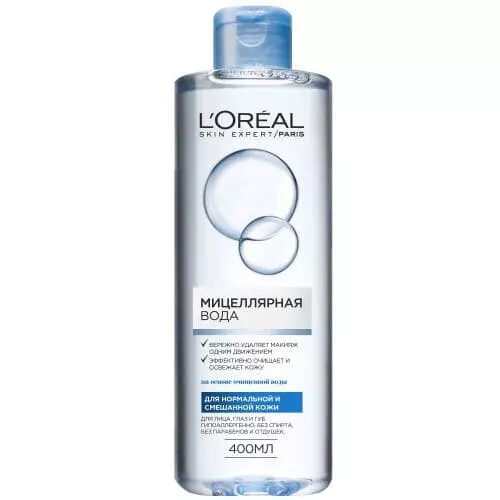 L'ORÉAL
SKIN EXPERT/PARIS
МИЦЕЛЛЯРНАЯ
ВОДА
БЕРЕЖНО УДАЛЯЕТ МАКИЯЖ
ОДНИМ ДВИЖЕНИЕМ
ЭФФЕКТИВНО ОЧИЩАЕТ И
ОСВЕЖАЕТ КОЖУ
на основе очищенной воды
ДЛЯ НОРМАЛЬНОЙ И
СМЕШАННОЙ КОЖИ
ДЛЯ ЛИЦА, ГЛАЗ И ГУБ
ГИПОАЛЛЕРГЕННО. БЕЗ СПИРТА,
БЕЗ ПАРАБЕНОВ И ОТДУШЕК.
400МЛ